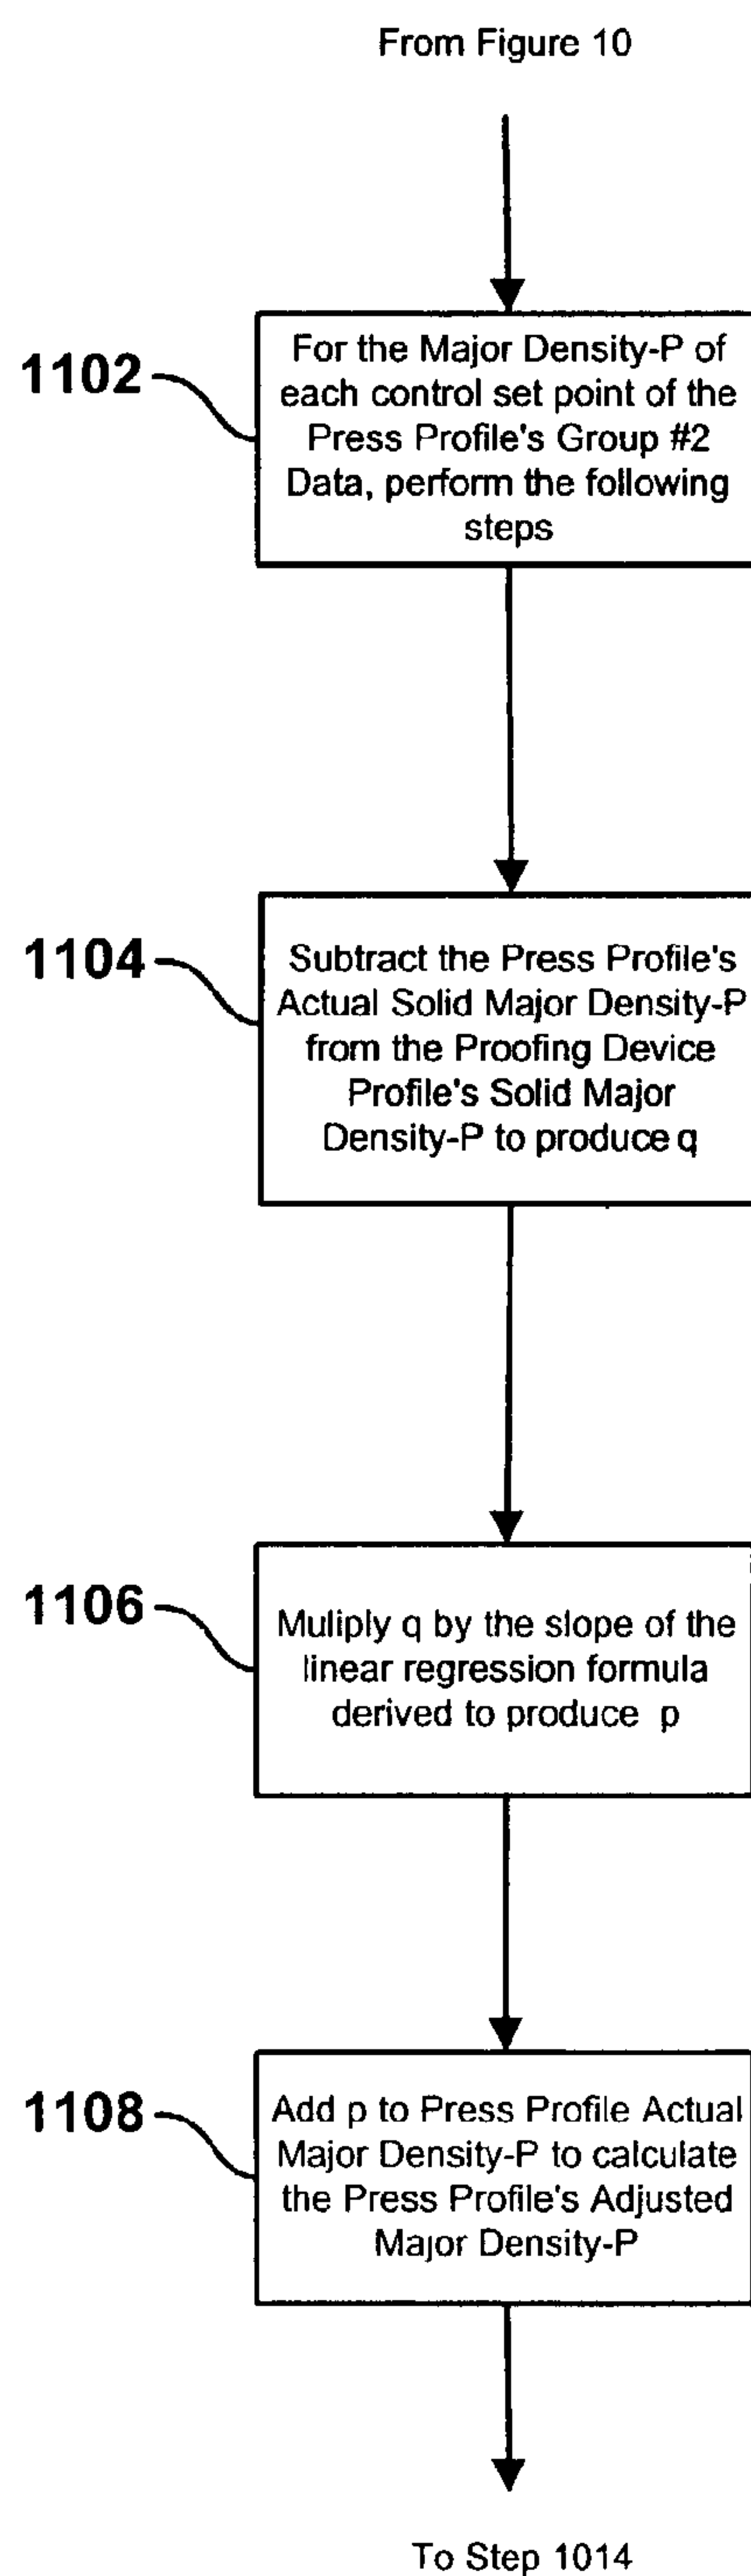 From Figure 10
1102
For the Major Density-P of
each control set point of the
Press Profile's Group #2
Data, perform the following
steps
1104
Subtract the Press Profile's
Actual Solid Major Density-P
from the Proofing Device
Profile's Solid Major
Density-P to produce q
1106
Muliply q by the slope of the
linear regression formula
derived to produce p
1108
Add p to Press Profile Actual
Major Density-P to calculate
the Press Profile's Adjusted
Major Density-P
To Step 1014